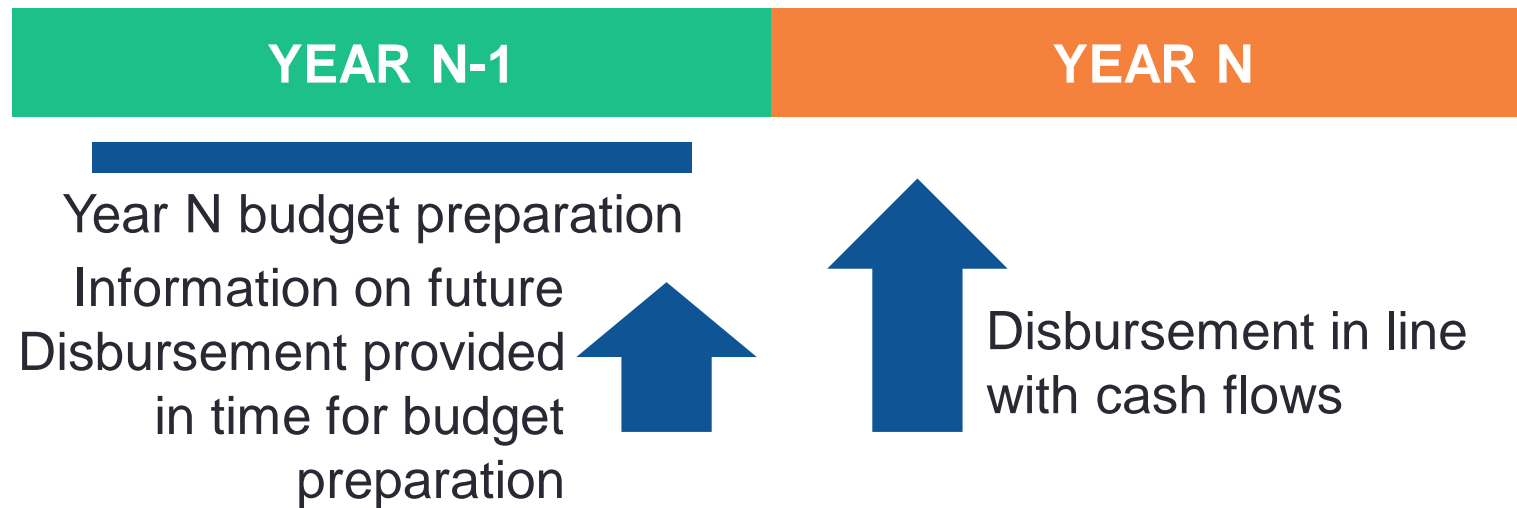 YEAR N-1
YEAR N
Year N budget preparation
Information on future
Disbursement provided
in time for budget
preparation
Disbursement in line
with cash flows